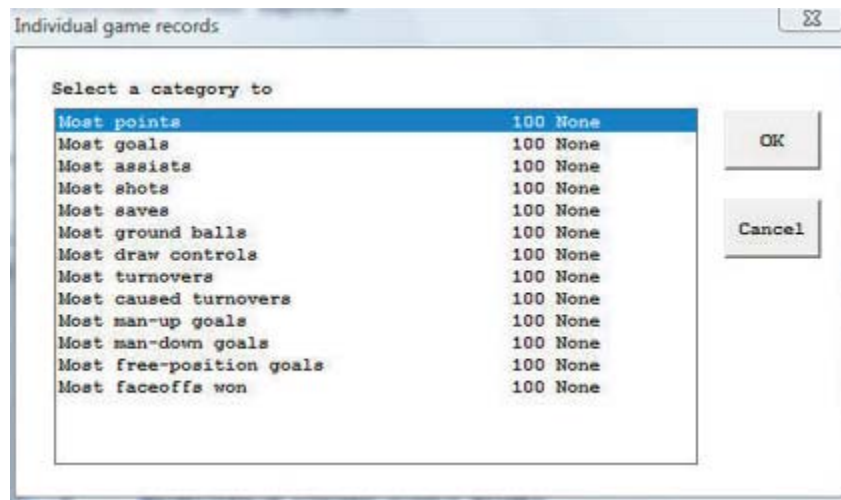 Individual game records
Select a category to
Most points 100 None
Most goals 100 None
Most assists 100 None
Most shots 100 None
Most saves 100 None
Most ground balls 100 None
Most draw controls 100 None
Most turnovers 100 None
Most caused turnovers 100 None
Most man-up goals 100 None
Most man-down goals 100 None
Most free-position goals 100 None
Most faceoffs won 100 None
OK
Cancel